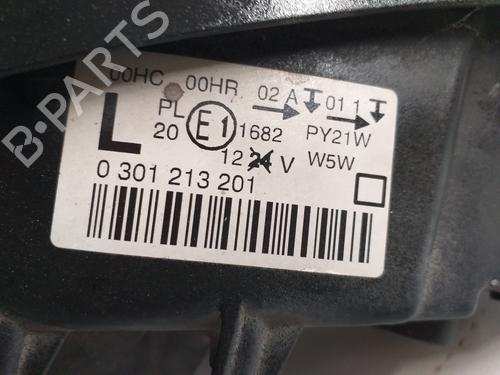 B-PARTS
00HC 00HR 02 A 01 1
L PL 20 E1 1682 PY21W
12 24 V W5W
0 301 213 201